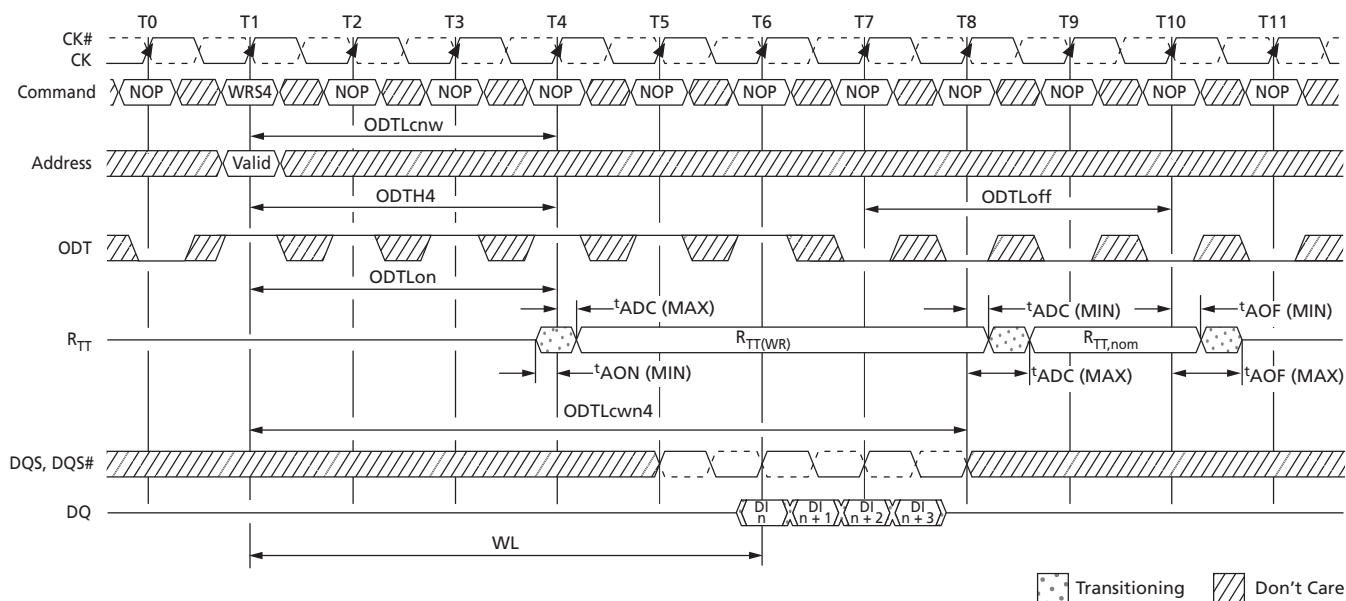 T0 T1 T2 T3 T4 T5 T6 T7 T8 T9 T10 T11
CK#
CK
Command NOP WRS4 NOP NOP NOP NOP NOP NOP NOP NOP NOP NOP
ODTLcnw
Address Valid
ODTH4 ODTLoff
ODT
ODTLon
tADC (MAX) tADC (MIN) tAOF (MIN)
RTT RTT(WR) RTT,nom
tAON (MIN) tADC (MAX) tAOF (MAX)
ODTLcwn4
DQS, DQS#
DQ DI n DI n + 1 DI n + 2 DI n + 3
WL
Transitioning Don't Care